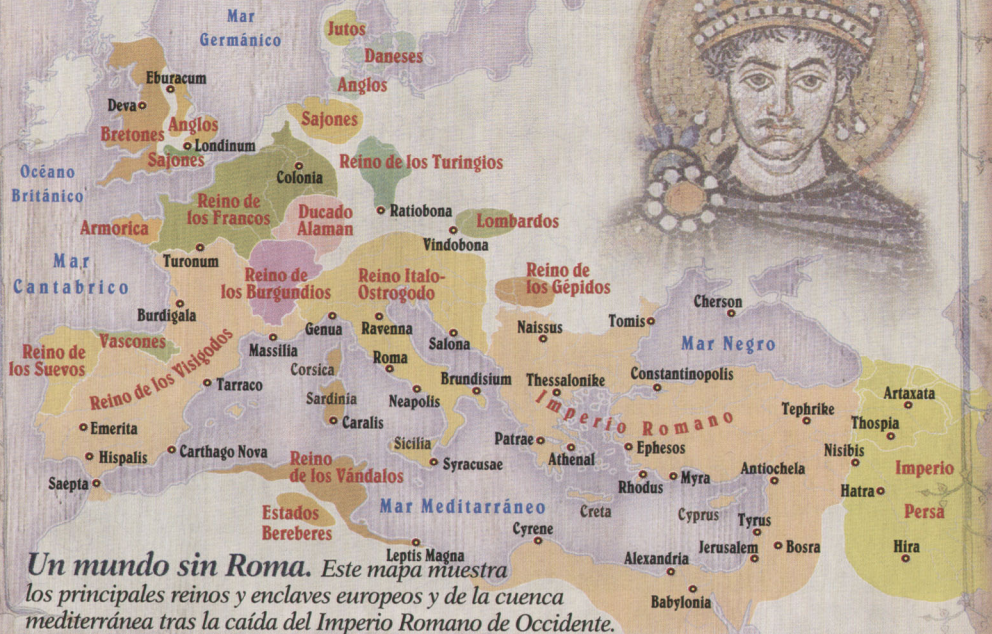 Mar
Germánico
Jutos
Daneses
Anglos
Eburacum
Deva
Bretones
Anglos
Sajones
Londinum
Sajones
Océano
Británico
Colonia
Reino de los Turingios
Reino de
los Francos
Ducado
Alaman
Ratiobona
Lombardos
Armorica
Turonum
Vindobona
Mar
Cantabrico
Reino de
los Burgundios
Reino Italo-
Ostrogodo
Reino de
los Gépidos
Cherson
Burdigala
Genua
Ravenna
Naissus
Tomis
Mar Negro
Vascones
Massilia
Salona
Reino de
los Suevos
Reino de los Visigodos
Corsica
Roma
Tarraco
Sardinia
Neapolis
Brundisium
Thessalonike
Constantinopolis
Artaxata
Imperio Romano
Tephrike
Thospia
Emerita
Caralis
Sicilia
Patrae
Athenal
Ephesos
Nisibis
Hispalis
Carthago Nova
Syracusae
Rhodus
Myra
Antiochela
Imperio
Persa
Saepta
Reino
de los Vándalos
Hatra
Mar Mediterráneo
Creta
Cyprus
Estados
Bereberes
Cyrene
Tyrus
Leptis Magna
Jerusalem
Bosra
Hira
Alexandria
Babylonia
Un mundo sin Roma. Este mapa muestra
los principales reinos y enclaves europeos y de la cuenca
mediterránea tras la caída del Imperio Romano de Occidente.